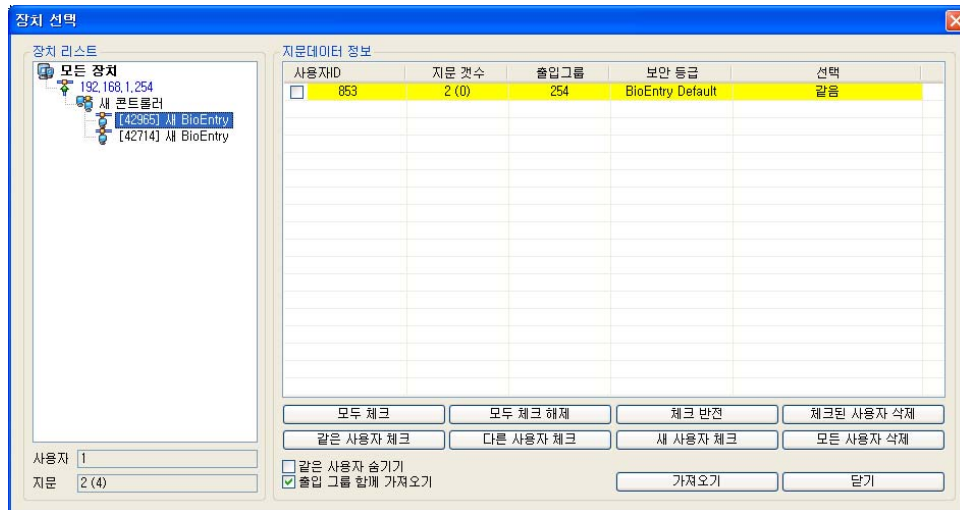 장치 선택
장치 리스트
모든 장치
192,168,1,254
새 콘트롤러
[42965] 새 BioEntry
[42714] 새 BioEntry
사용자 1
지문 2 (4)
지문데이터 정보
사용자ID 지문 갯수 출입그룹 보안 등급 선택
853 2 (0) 254 BioEntry Default 같음
모두 체크 모두 체크 해제 체크 반전 체크된 사용자 삭제
같은 사용자 체크 다른 사용자 체크 새 사용자 체크 모든 사용자 삭제
같은 사용자 숨기기
출입 그룹 함께 가져오기
가져오기 닫기